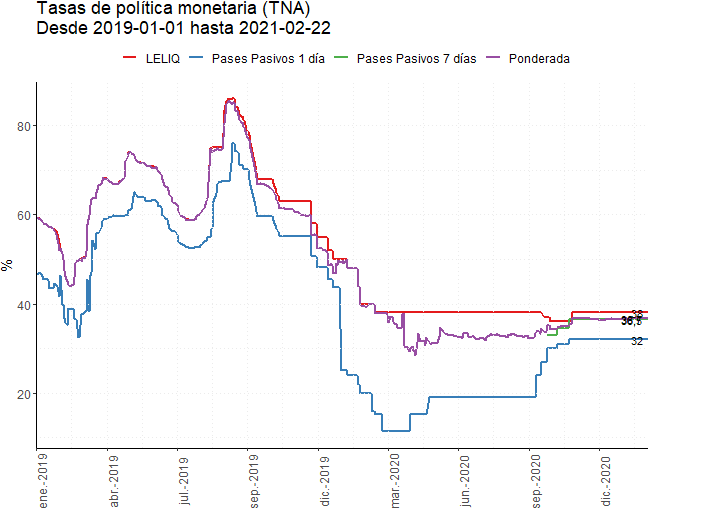 Tasas de política monetaria (TNA)
Desde 2019-01-01 hasta 2021-02-22
LELIQ Pases Pasivos 1 día Pases Pasivos 7 días Ponderada
%
80
60
40
20
38
32
ene.-2019 abr.-2019 jul.-2019 sep.-2019 dic.-2019 mar.-2020 jun.-2020 sep.-2020 dic.-2020